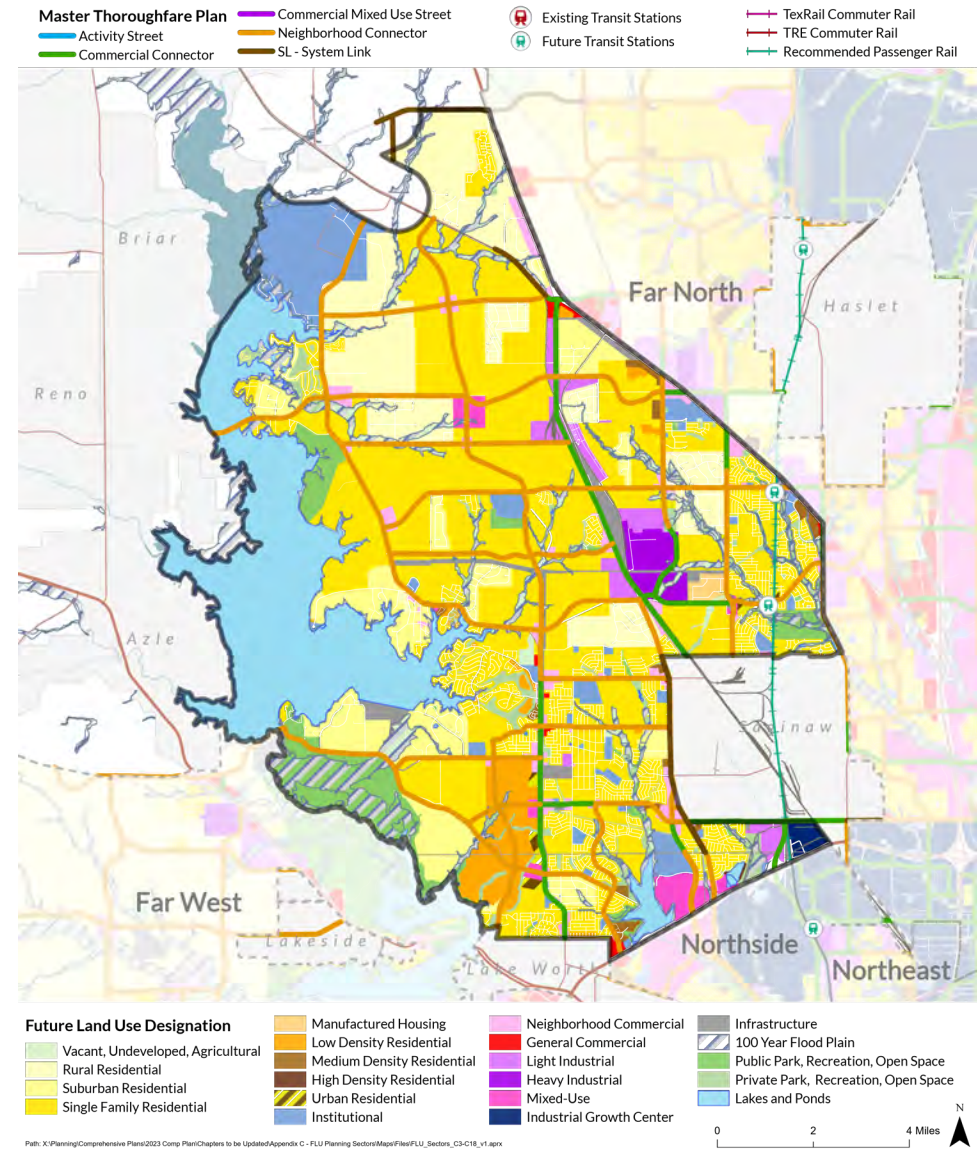 Master Thoroughfare Plan
Activity Street
Commercial Connector
Commercial Mixed Use Street
Neighborhood Connector
SL - System Link
Existing Transit Stations
Future Transit Stations
TexRail Commuter Rail
TRE Commuter Rail
Recommended Passenger Rail
Briar
Far North
Haslet
Reno
Azle
Saginaw
Far West
Lakeside
Northside
Lake Worth
Northeast
Future Land Use Designation
Vacant, Undeveloped, Agricultural
Rural Residential
Suburban Residential
Single Family Residential
Manufactured Housing
Low Density Residential
Medium Density Residential
High Density Residential
Urban Residential
Institutional
Neighborhood Commercial
General Commercial
Light Industrial
Heavy Industrial
Mixed-Use
Industrial Growth Center
Infrastructure
100 Year Flood Plain
Public Park, Recreation, Open Space
Private Park, Recreation, Open Space
Lakes and Ponds
N
0 2 4 Miles
Path: X:\Planning\Comprehensive Plans\2023 Comp Plan\Chapters to be Updated\Appendix C - FLU Planning Sectors\Maps\Files\FLU_Sectors_C3-C18_v1.aprx